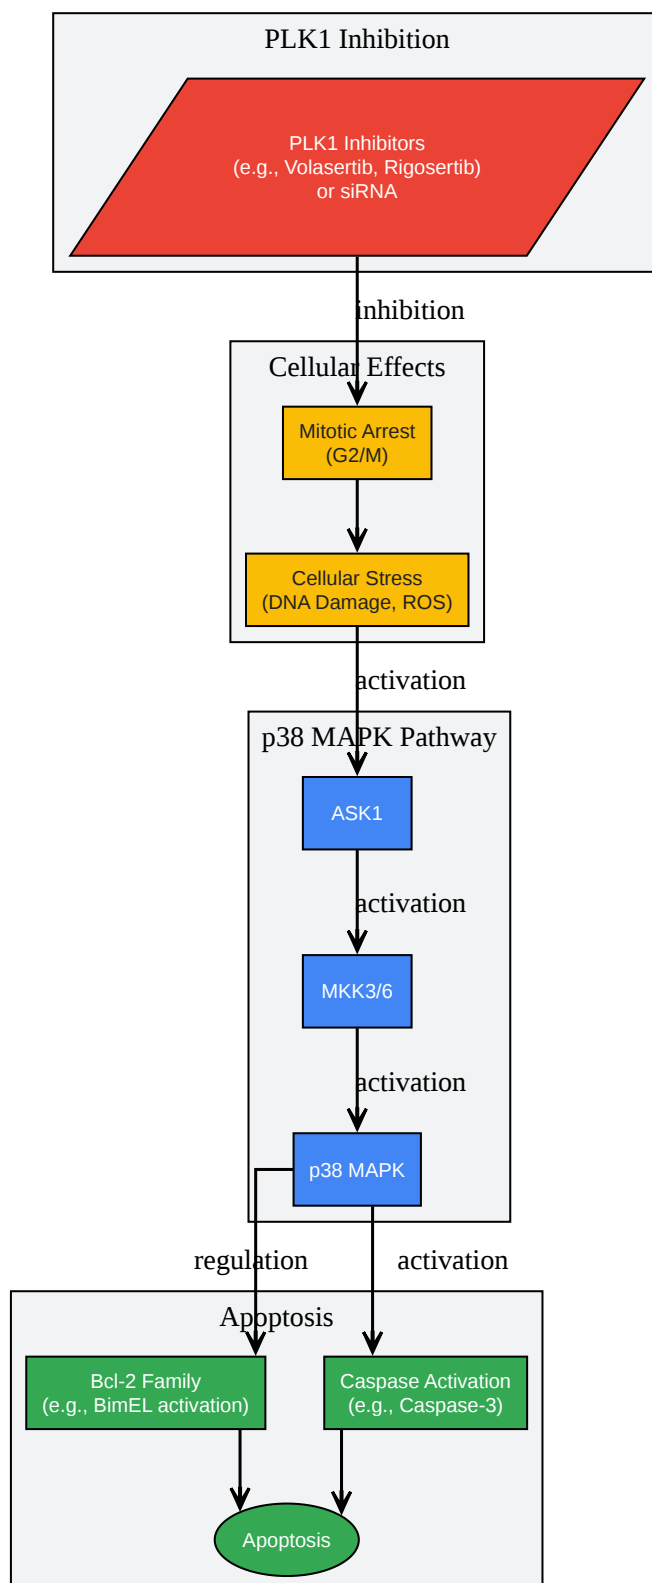 PLK1 Inhibition
PLK1 Inhibitors
(e.g., Volasertib, Rigosertib)
or siRNA
inhibition
Cellular Effects
Mitotic Arrest
(G2/M)
Cellular Stress
(DNA Damage, ROS)
activation
p38 MAPK Pathway
ASK1
activation
MKK3/6
activation
p38 MAPK
regulation
activation
Apoptosis
Bcl-2 Family
(e.g., BimEL activation)
Caspase Activation
(e.g., Caspase-3)
Apoptosis